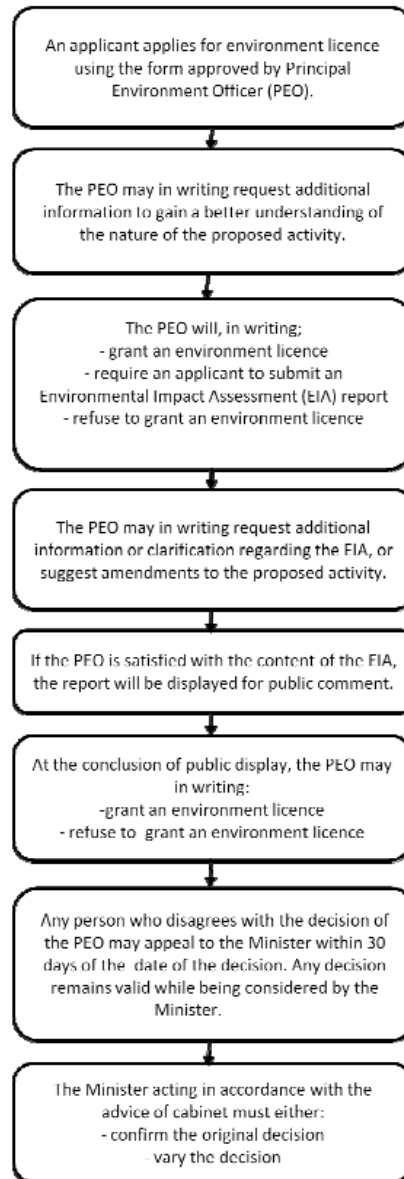 An applicant applies for environment licence
using the form approved by Principal
Environment Officer (PEO).
The PEO may in writing request additional
information to gain a better understanding of
the nature of the proposed activity.
The PEO will, in writing;
- grant an environment licence
- require an applicant to submit an
Environmental Impact Assessment (EIA) report
- refuse to grant an environment licence
The PEO may in writing request additional
information or clarification regarding the EIA, or
suggest amendments to the proposed activity.
If the PEO is satisfied with the content of the EIA,
the report will be displayed for public comment.
At the conclusion of public display, the PEO may
in writing:
-grant an environment licence
- refuse to grant an environment licence
Any person who disagrees with the decision of
the PEO may appeal to the Minister within 30
days of the date of the decision. Any decision
remains valid while being considered by the
Minister.
The Minister acting in accordance with the
advice of cabinet must either:
- confirm the original decision
- vary the decision